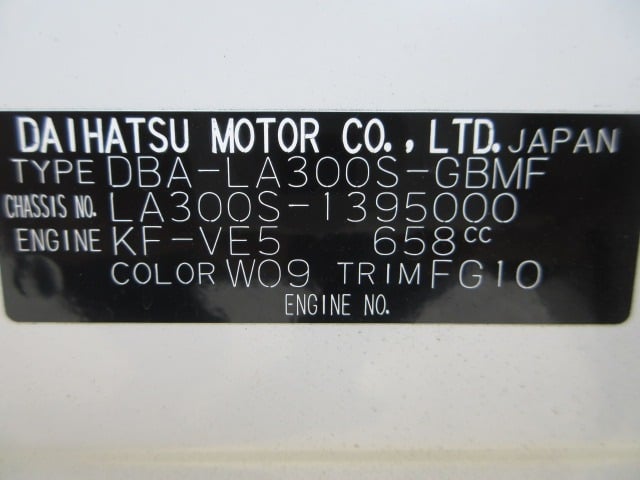 DAIHATSU MOTOR CO., LTD. JAPAN
TYPE DBA-LA300S-GBMF
CHASSIS NO. LA300S-1395000
ENGINE KF-VE5 658cc
COLOR W09 TRIM FG10
ENGINE NO.